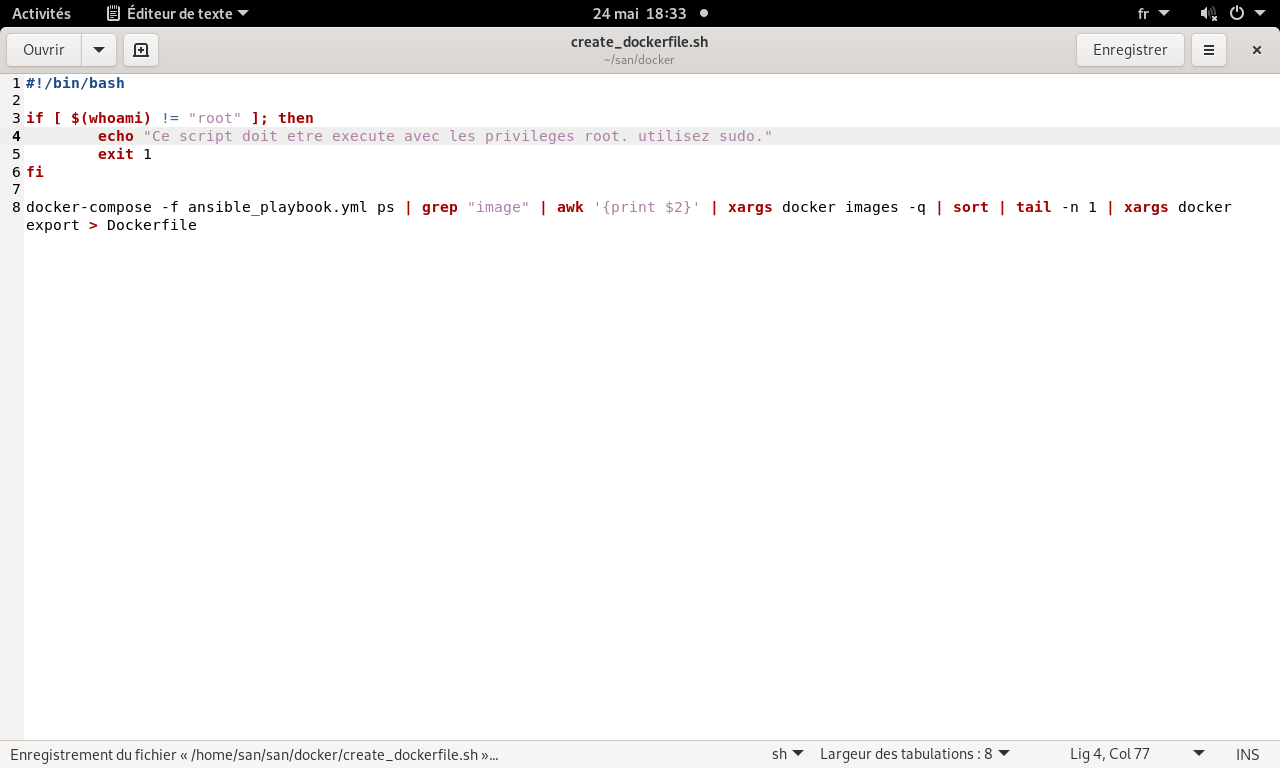 Activités Éditeur de texte 24 mai 18:33 fr
Ouvrir create_dockerfile.sh Enregistrer
~/san/docker
1 #!/bin/bash
2
3 if [ $(whoami) != "root" ]; then
4 echo "Ce script doit etre execute avec les privileges root. utilisez sudo."
5 exit 1
6 fi
7
8 docker-compose -f ansible_playbook.yml ps | grep "image" | awk '{print $2}' | xargs docker images -q | sort | tail -n 1 | xargs docker
export > Dockerfile
Enregistrement du fichier « /home/san/san/docker/create_dockerfile.sh »… sh Largeur des tabulations : 8 Lig 4, Col 77 INS